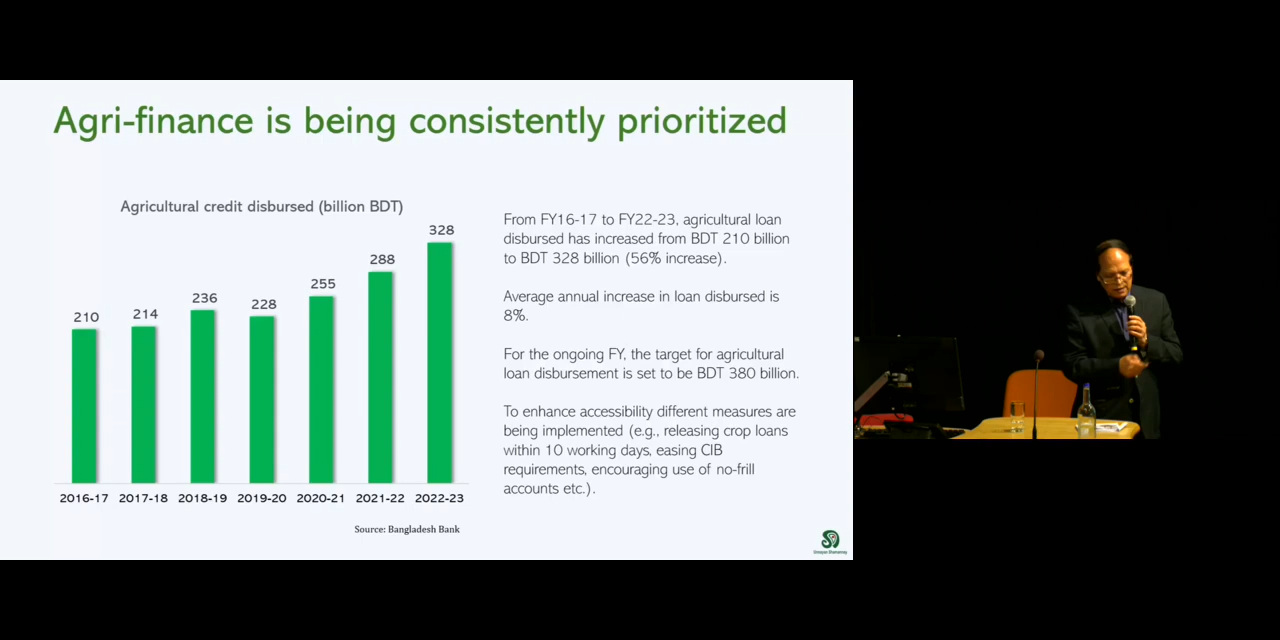 Agri-finance is being consistently prioritized
Agricultural credit disbursed (billion BDT)
210
214
236
228
255
288
328
2016-17
2017-18
2018-19
2019-20
2020-21
2021-22
2022-23
Source: Bangladesh Bank
From FY16-17 to FY22-23, agricultural loan
disbursed has increased from BDT 210 billion
to BDT 328 billion (56% increase).
Average annual increase in loan disbursed is
8%.
For the ongoing FY, the target for agricultural
loan disbursement is set to be BDT 380 billion.
To enhance accessibility different measures are
being implemented (e.g., releasing crop loans
within 10 working days, easing CIB
requirements, encouraging use of no-frill
accounts etc.).
Unnayan Shamannay